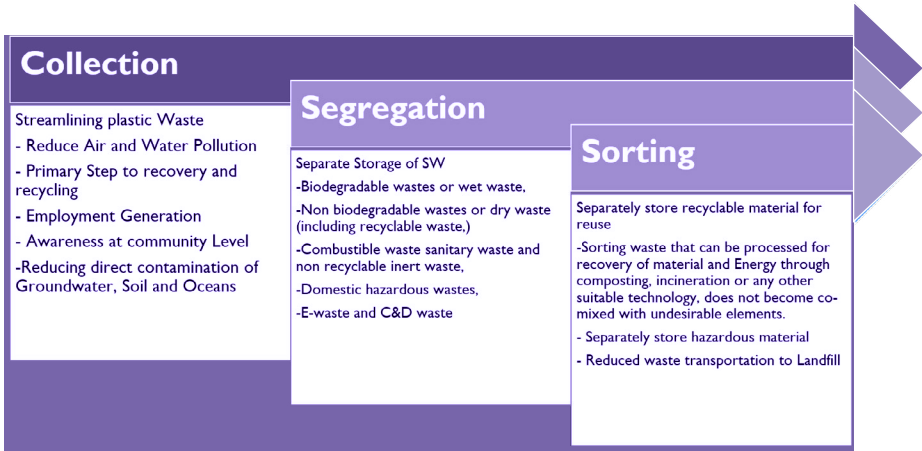 Collection
Streamlining plastic Waste
- Reduce Air and Water Pollution
- Primary Step to recovery and
recycling
- Employment Generation
- Awareness at community Level
-Reducing direct contamination of
Groundwater, Soil and Oceans
Segregation
Separate Storage of SW
-Biodegradable wastes or wet waste,
-Non biodegradable wastes or dry waste
(including recyclable waste,)
-Combustible waste sanitary waste and
non recyclable inert waste,
-Domestic hazardous wastes,
-E-waste and C&D waste
Sorting
Separately store recyclable material for
reuse
-Sorting waste that can be processed for
recovery of material and Energy through
composting, incineration or any other
suitable technology, does not become co-
mixed with undesirable elements.
- Separately store hazardous material
- Reduced waste transportation to Landfill